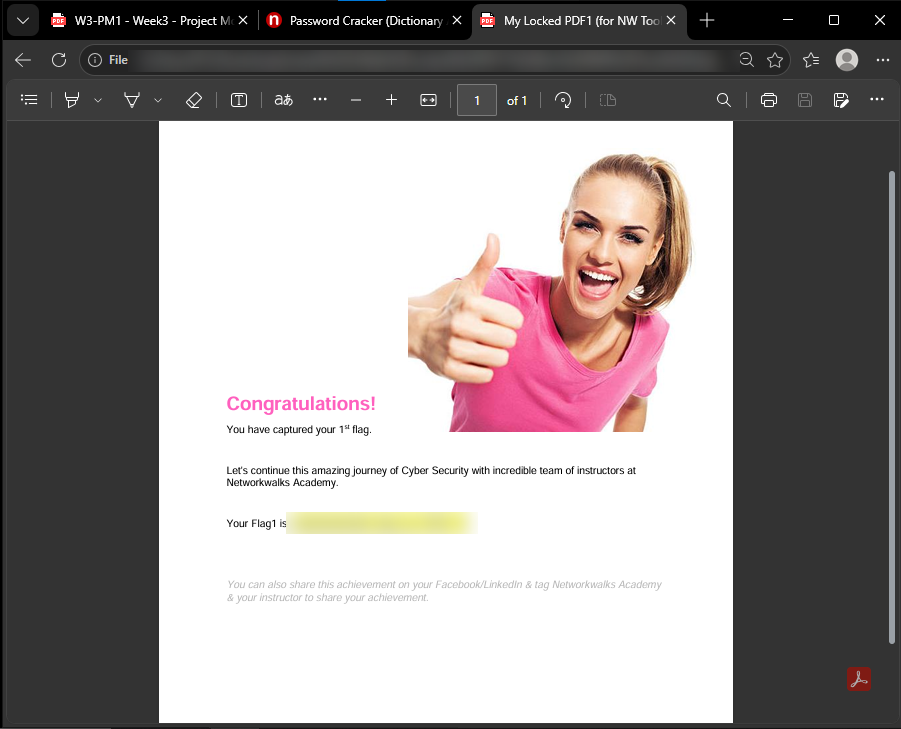 W3-PM1 - Week3 - Project M
Password Cracker (Dictionary
My Locked PDF1 (for NW Too
File
aあ
1
of 1
Congratulations!
You have captured your 1st flag.
Let's continue this amazing journey of Cyber Security with incredible team of instructors at
Networkwalks Academy.
Your Flag1 is
You can also share this achievement on your Facebook/LinkedIn & tag Networkwalks Academy
& your instructor to share your achievement.